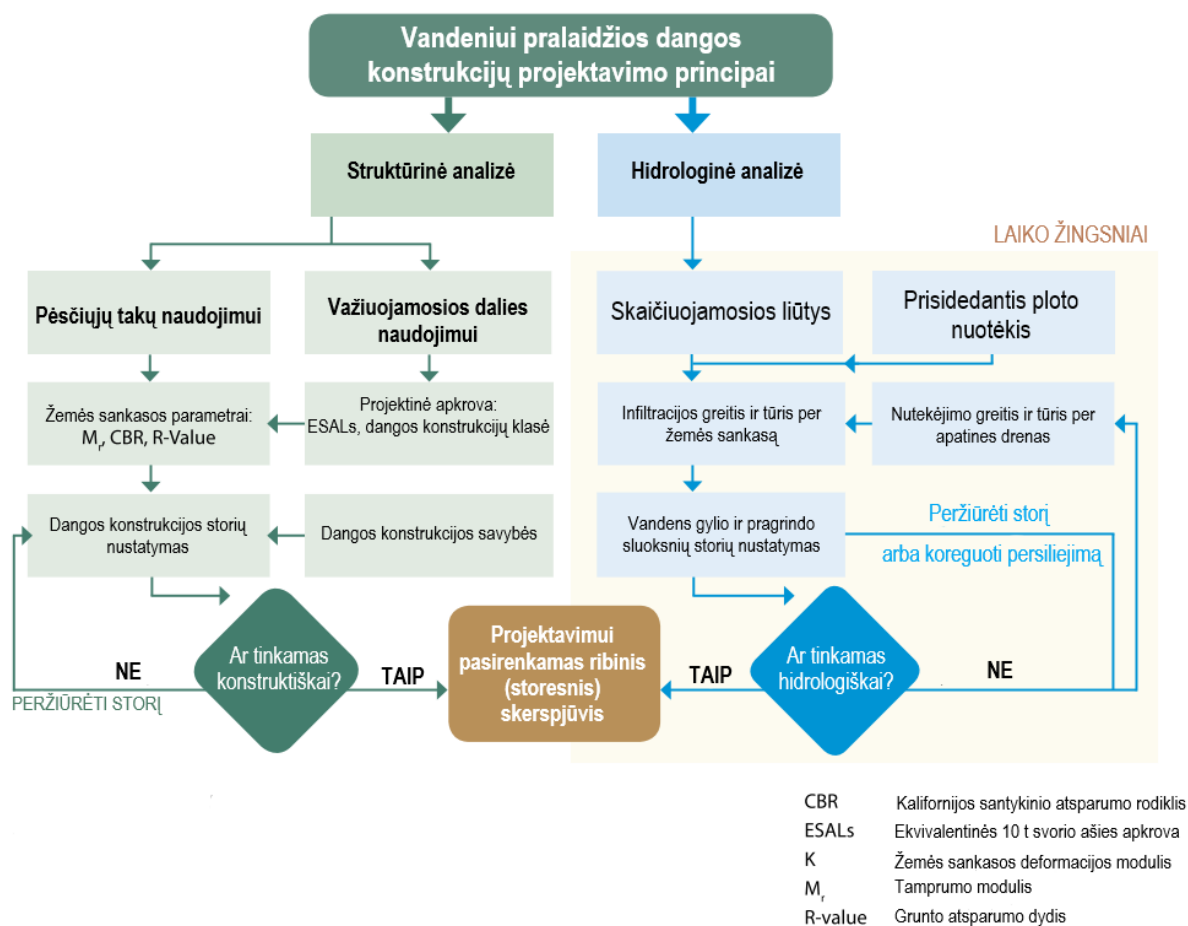 Vandeniui pralaidžios dangos
konstrukcijų projektavimo principai
Struktūrinė analizė
Hidrologinė analizė
LAIKO ŽINGSNIAI
Pėsčiųjų takų naudojimui
Važiuojamosios dalies
naudojimui
Skaičiuojamosios liūtys
Prisidedantis ploto
nuotėkis
Žemės sankasos parametrai:
Mr, CBR, R-Value
Projektinė apkrova:
ESALs, dangos konstrukcijų klasė
Infiltracijos greitis ir tūris per
žemės sankasą
Nutekėjimo greitis ir tūris per
apatines drenas
Dangos konstrukcijos storių
nustatymas
Dangos konstrukcijos savybės
Vandens gylio ir pragrindo
sluoksnių storių nustatymas
Peržiūrėti storį
arba koreguoti persiliejimą
Ar tinkamas
konstruktiškai?
NE
PERŽIŪRĖTI STORĮ
TAIP
Projektavimui
pasirenkamas ribinis
(storesnis)
skerspjūvis
TAIP
Ar tinkamas
hidrologiškai?
NE
CBR Kalifornijos santykinio atsparumo rodiklis
ESALs Ekvivalentinės 10 t svorio ašies apkrova
K Žemės sankasos deformacijos modulis
Mr Tamprumo modulis
R-value Grunto atsparumo dydis